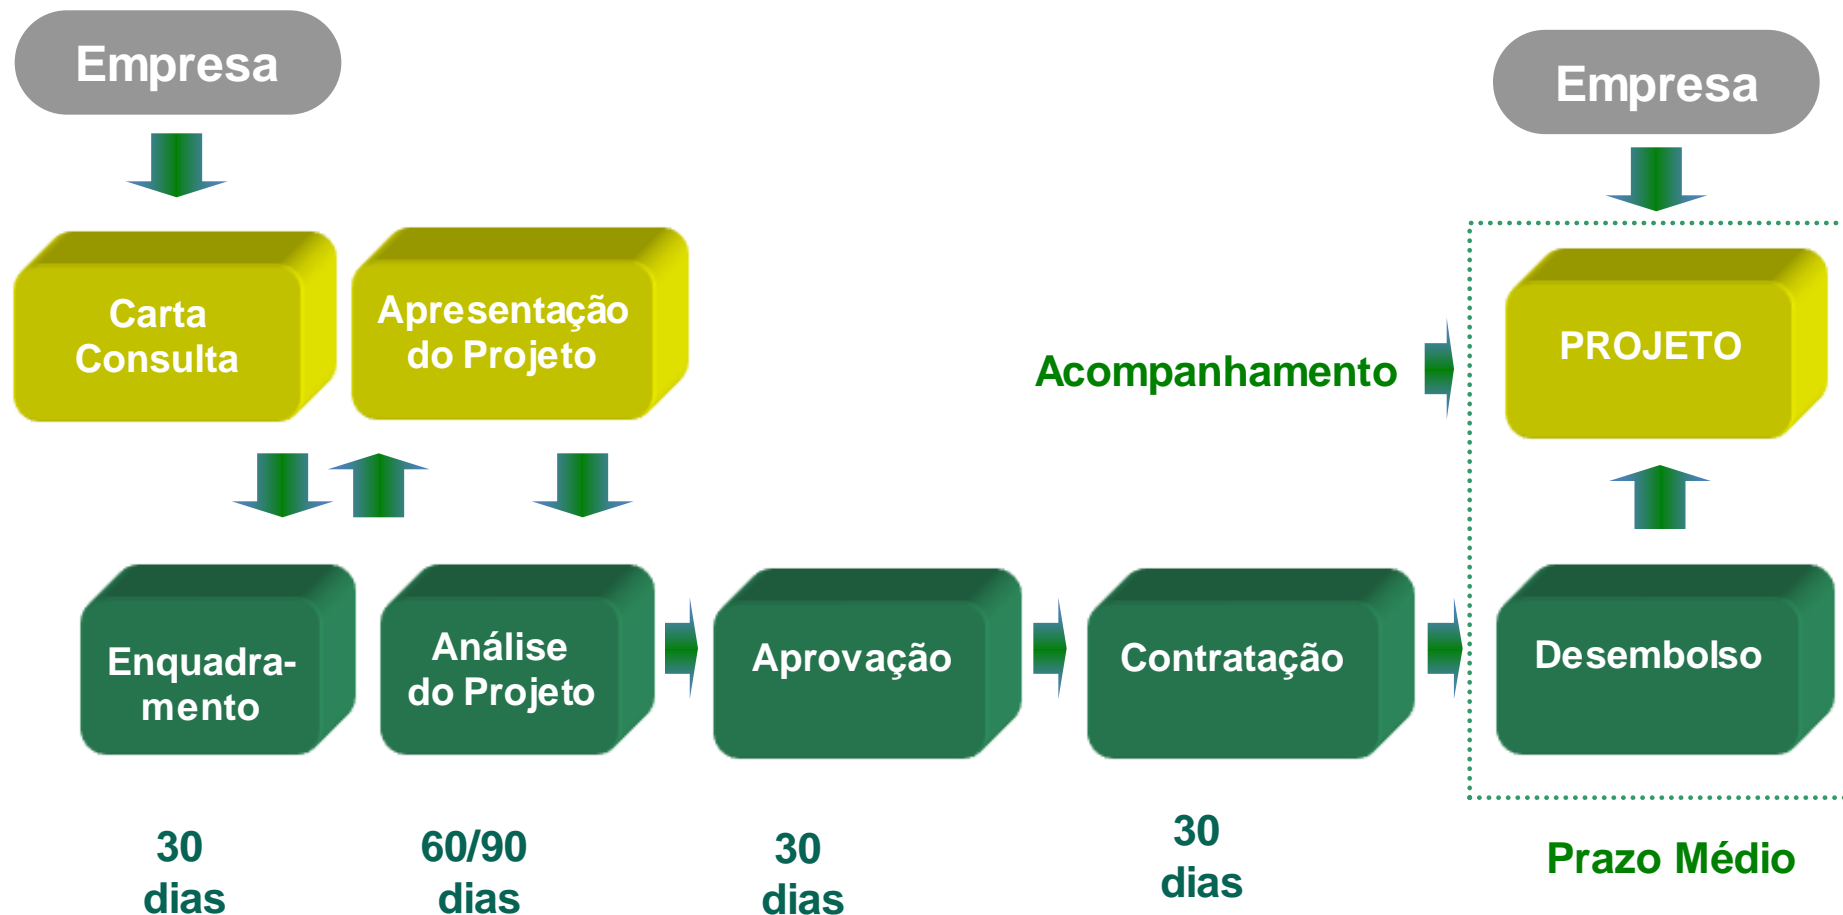 Empresa
Empresa
Carta
Consulta
Apresentação
do Projeto
Acompanhamento
PROJETO
Enquadra-
mento
Análise
do Projeto
Aprovação
Contratação
Desembolso
30
dias
60/90
dias
30
dias
30
dias
Prazo Médio